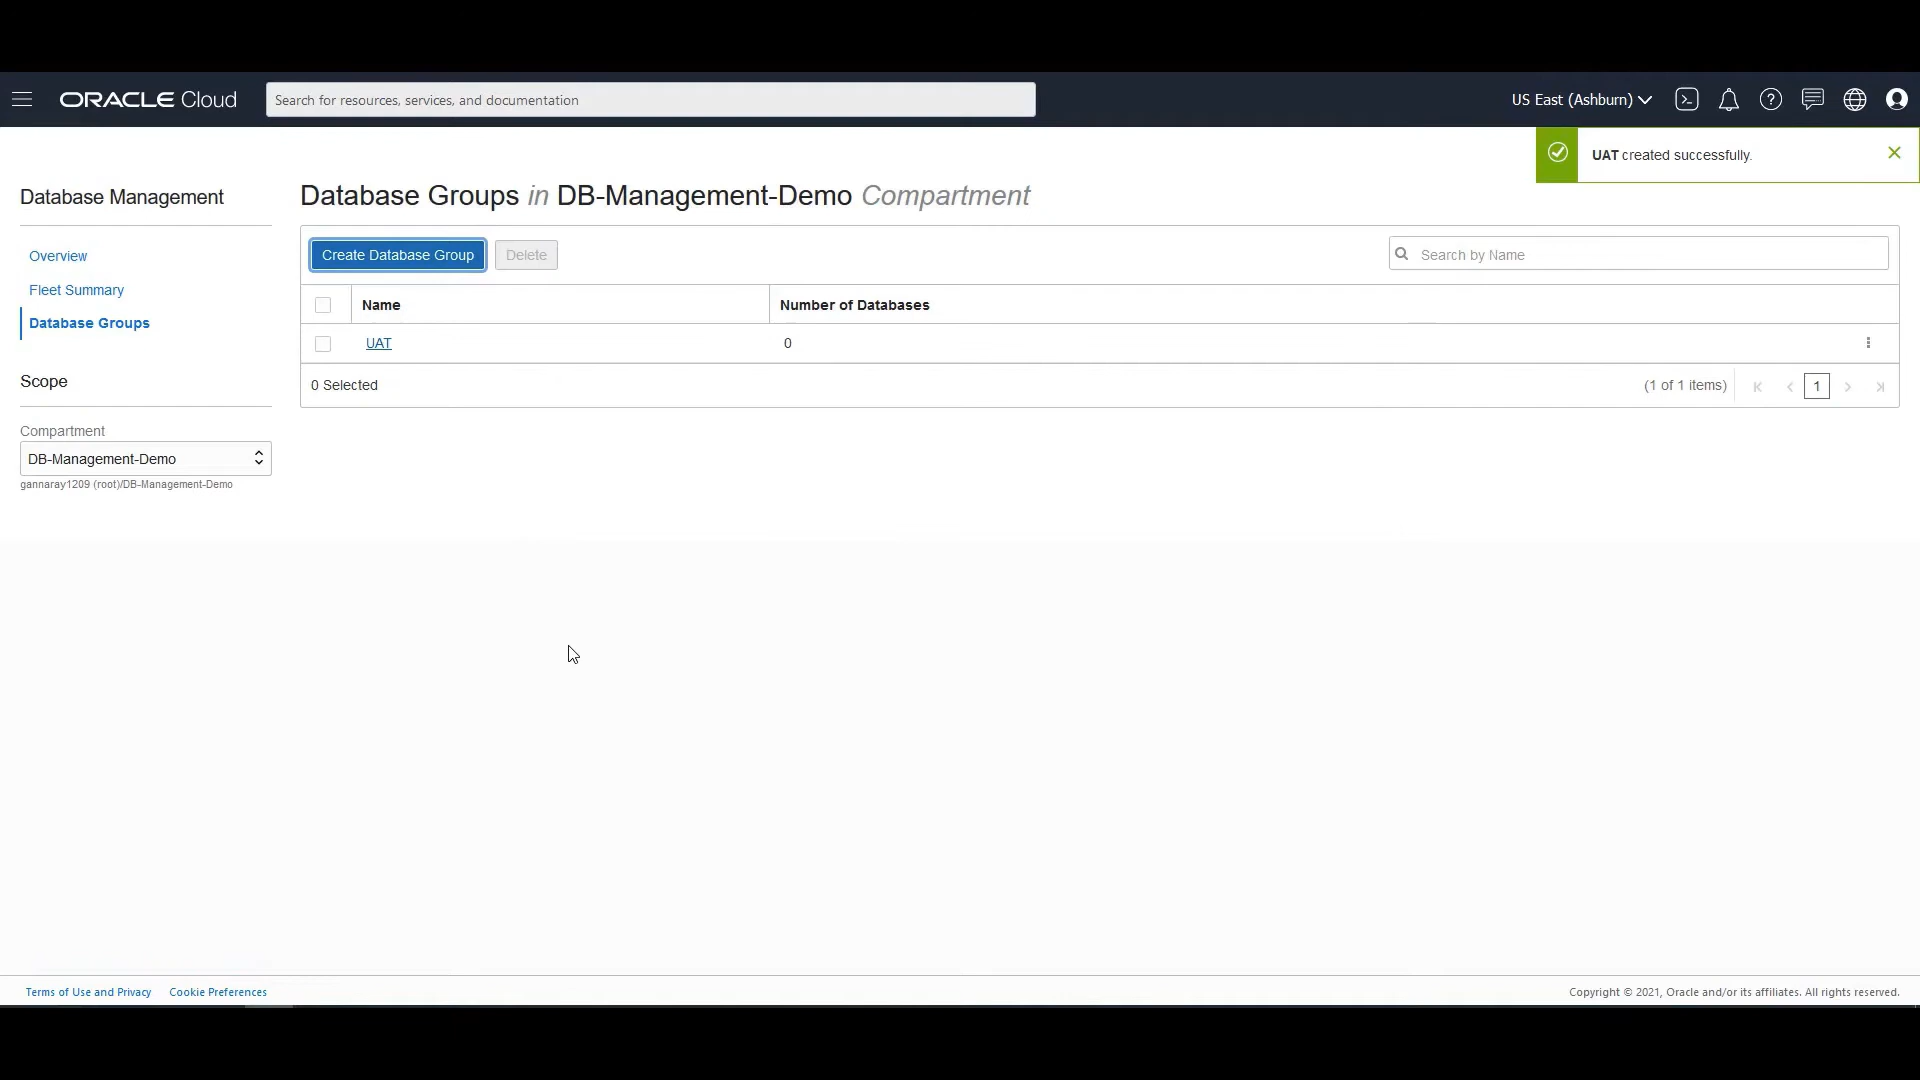 ORACLE Cloud
Search for resources, services, and documentation
US East (Ashburn)
UAT created successfully.
Database Management
Overview
Fleet Summary
Database Groups
Scope
Compartment
DB-Management-Demo
gannaray1209 (root)/DB-Management-Demo
Database Groups in DB-Management-Demo Compartment
Create Database Group Delete
Search by Name
Name Number of Databases
UAT 0
0 Selected
(1 of 1 items) 1
Terms of Use and Privacy Cookie Preferences
Copyright © 2021, Oracle and/or its affiliates. All rights reserved.